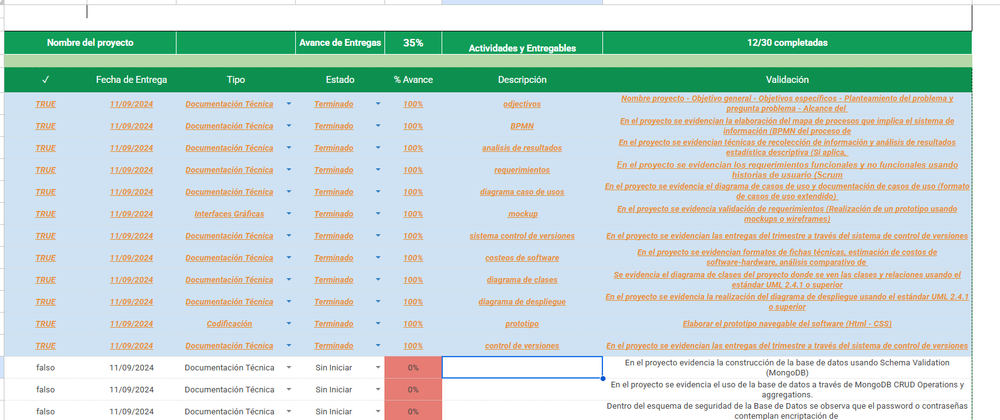 Nombre del proyecto Avance de Entregas 35% Actividades y Entregables 12/30 completadas
✓ Fecha de Entrega Tipo Estado % Avance Descripción Validación
TRUE 11/09/2024 Documentación Técnica Terminado 100% odjectivos Nombre proyecto - Objetivo general - Objetivos específicos - Planteamiento del problema y
pregunta problema - Alcance del
TRUE 11/09/2024 Documentación Técnica Terminado 100% BPMN En el proyecto se evidencian la elaboración del mapa de procesos que implica el sistema de
información (BPMN del proceso de
TRUE 11/09/2024 Documentación Técnica Terminado 100% analisis de resultados En el proyecto se evidencian técnicas de recolección de información y análisis de resultados
estadística descriptiva (Si aplica,
TRUE 11/09/2024 Documentación Técnica Terminado 100% requerimientos En el proyecto se evidencian los requerimientos funcionales y no funcionales usando
historias de usuario (Scrum
TRUE 11/09/2024 Documentación Técnica Terminado 100% diagrama caso de usos En el proyecto se evidencia el diagrama de casos de uso y documentación de casos de uso (formato
de casos de uso extendido)
TRUE 11/09/2024 Interfaces Gráficas Terminado 100% mockup En el proyecto se evidencia validación de requerimientos (Realización de un prototipo usando
mockups o wireframes)
TRUE 11/09/2024 Documentación Técnica Terminado 100% sistema control de versiones En el proyecto se evidencian las entregas del trimestre a través del sistema de control de versiones
TRUE 11/09/2024 Documentación Técnica Terminado 100% costeos de software En el proyecto se evidencian formatos de fichas técnicas, estimación de costos de
software-hardware, análisis comparativo de
TRUE 11/09/2024 Documentación Técnica Terminado 100% diagrama de clases Se evidencia el diagrama de clases del proyecto donde se ven las clases y relaciones usando el
estándar UML 2.4.1 o superior
TRUE 11/09/2024 Documentación Técnica Terminado 100% diagrama de despliegue En el proyecto se evidencia la realización del diagrama de despliegue usando el estándar UML 2.4.1
o superior
TRUE 11/09/2024 Codificación Terminado 100% prototipo Elaborar el prototipo navegable del software (Html - CSS)
TRUE 11/09/2024 Documentación Técnica Terminado 100% control de versiones En el proyecto se evidencian las entregas del trimestre a través del sistema de control de versiones
falso 11/09/2024 Documentación Técnica Sin Iniciar 0% En el proyecto evidencia la construcción de la base de datos usando Schema Validation
(MongoDB)
falso 11/09/2024 Documentación Técnica Sin Iniciar 0% En el proyecto se evidencia el uso de la base de datos a través de MongoDB CRUD Operations y
aggregations.
falso 11/09/2024 Documentación Técnica Sin Iniciar 0% Dentro del esquema de seguridad de la Base de Datos se observa que el password o contraseñas
contemplan encriptación de